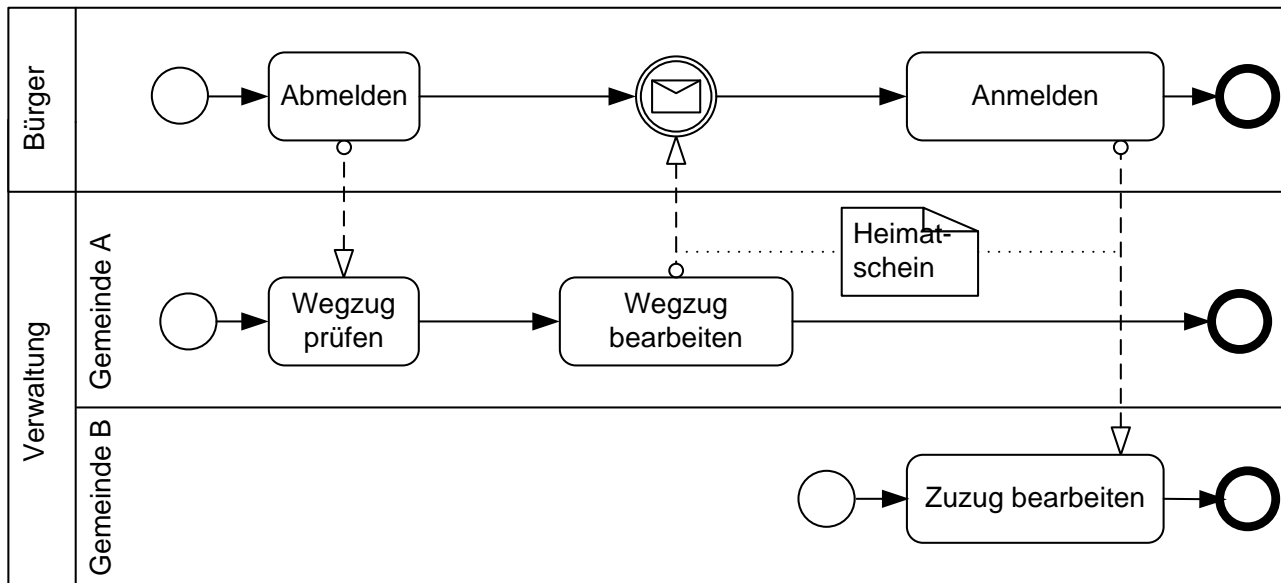 Bürger
Abmelden
Anmelden
Verwaltung
Gemeinde A
Wegzug
prüfen
Wegzug
bearbeiten
Heimat-
schein
Gemeinde B
Zuzug bearbeiten